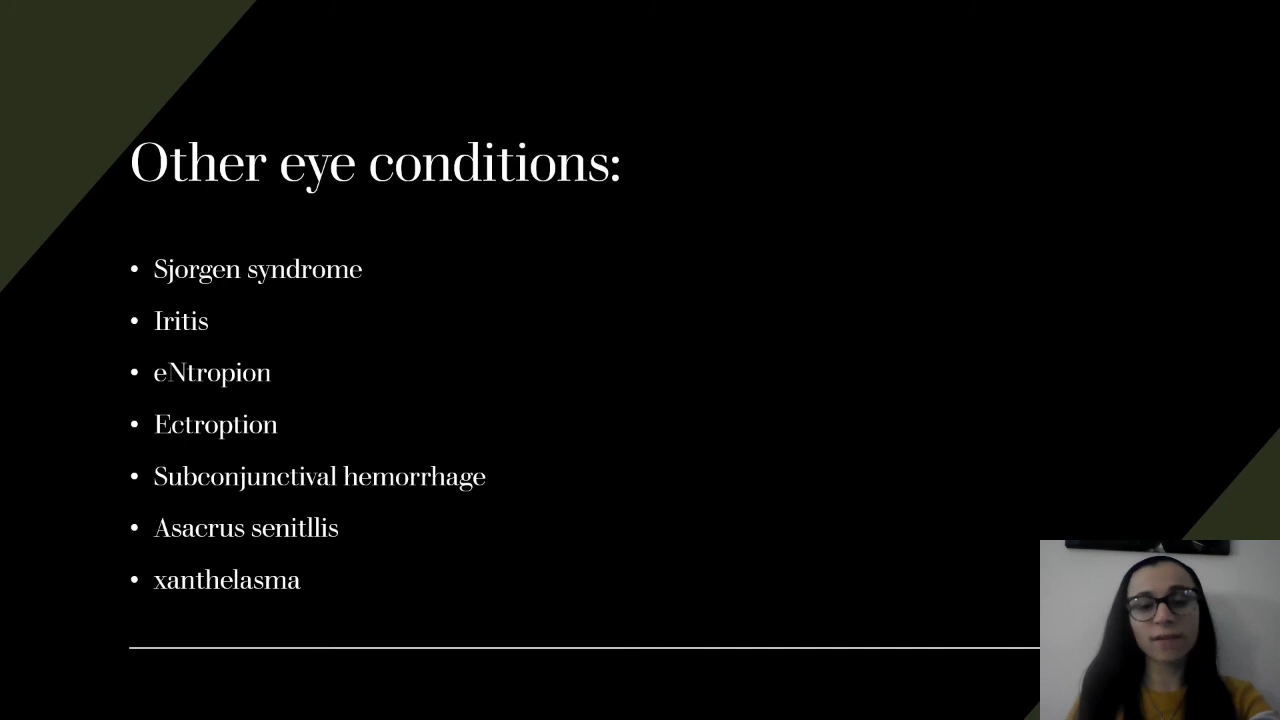 Other eye conditions:
• Sjorgen syndrome
• Iritis
• eNtropion
• Ectroption
• Subconjunctival hemorrhage
• Asacrus senitllis
• xanthelasma